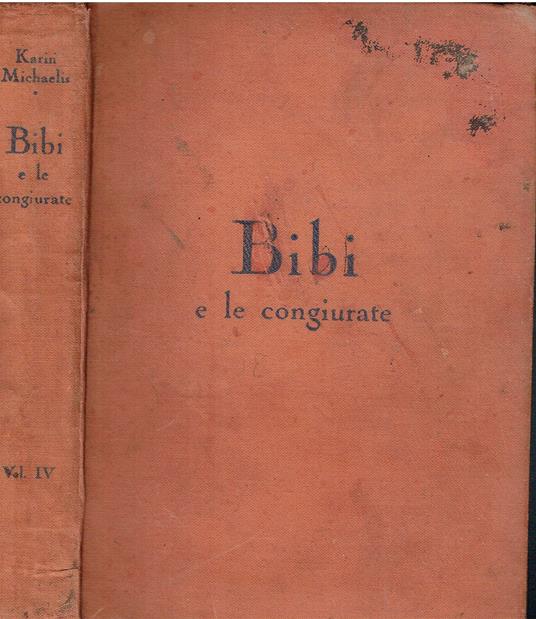 Karin
Michaelis
Bibi
e le
congiurate
Vol. IV
Bibi
e le congiurate